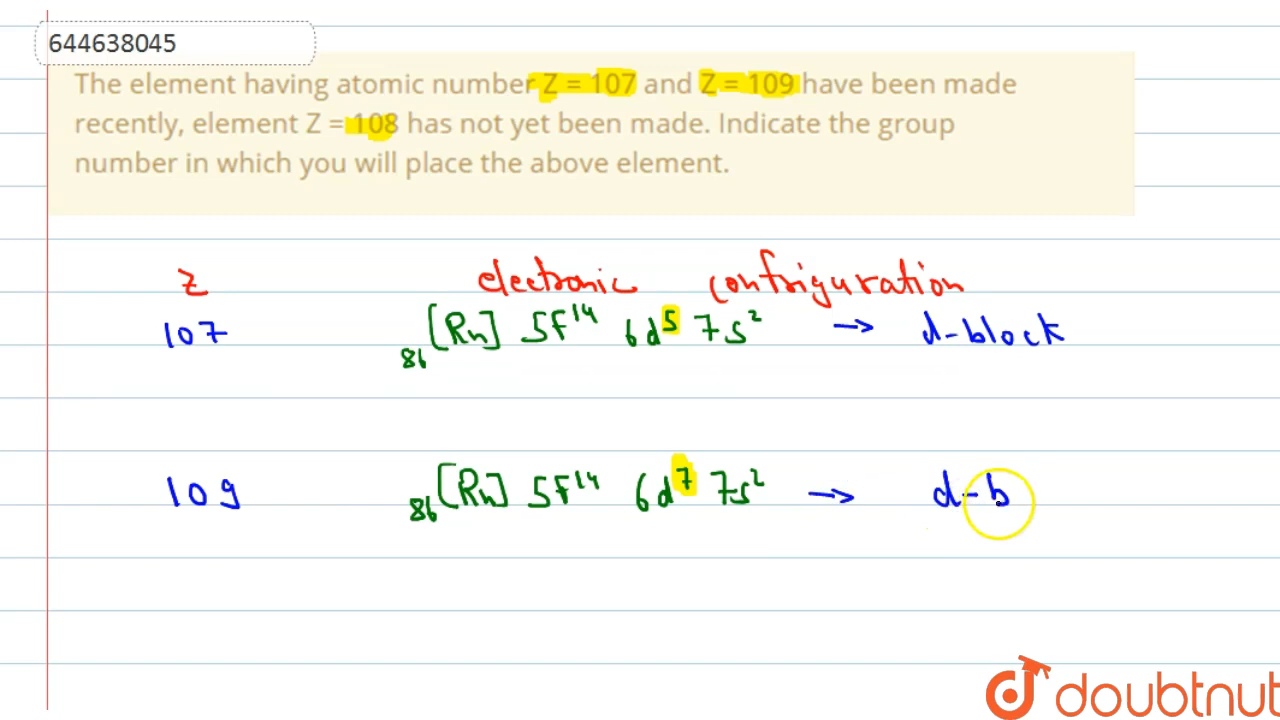 644638045
The element having atomic number Z = 107 and Z = 109 have been made
recently, element Z = 108 has not yet been made. Indicate the group
number in which you will place the above element.
Z electronic confriguration
107 ₈₆[Rn] 5f¹⁴ 6d⁵ 7s² → d-block
109 ₈₆[Rn] 5f¹⁴ 6d⁷ 7s² → d-b
doubtnut